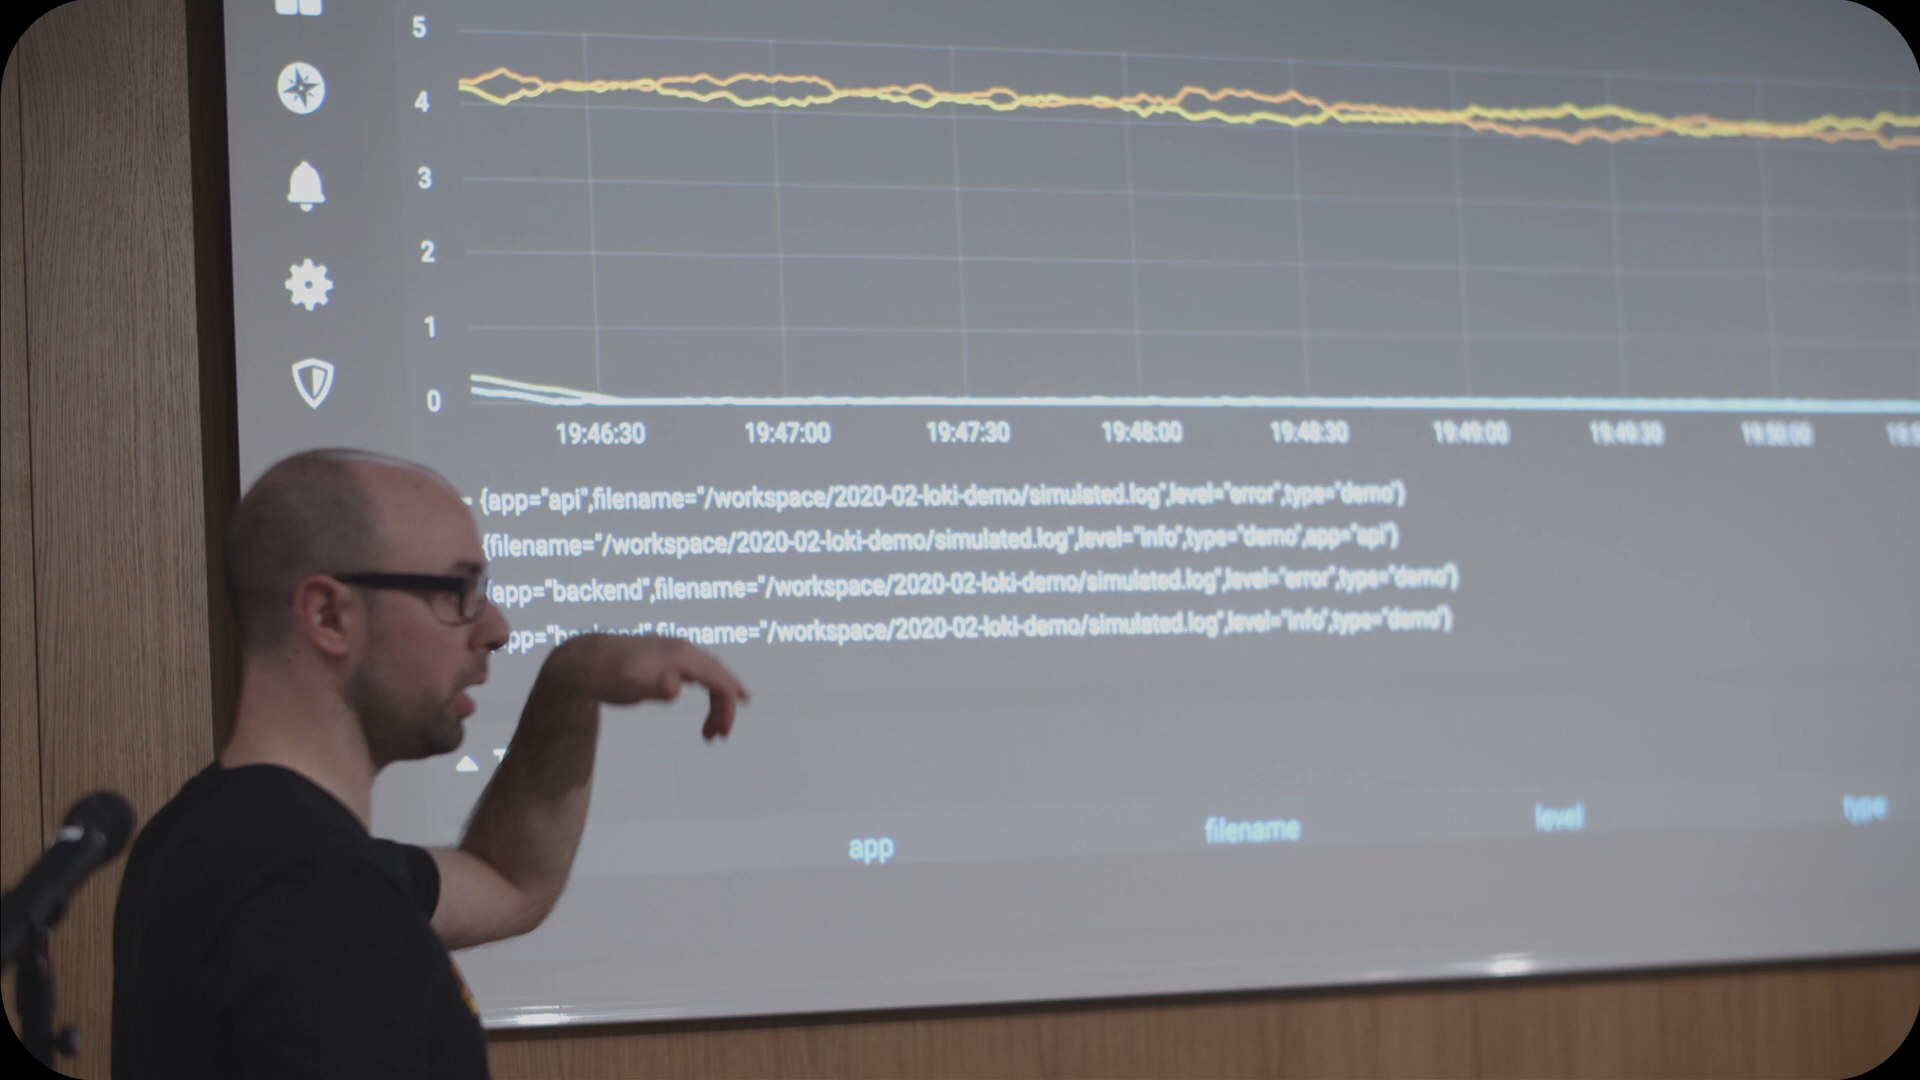 5
4
3
2
1
0
19:46:30 19:47:00 19:47:30 19:48:00 19:48:30 19:49:00 19:49:30 19:50:00
{app="api",filename="/workspace/2020-02-loki-demo/simulated.log",level="error",type="demo"}
{filename="/workspace/2020-02-loki-demo/simulated.log",level="info",type="demo",app="api"}
{app="backend",filename="/workspace/2020-02-loki-demo/simulated.log",level="error",type="demo"}
app="backend",filename="/workspace/2020-02-loki-demo/simulated.log",level="info",type="demo"}
app filename level type